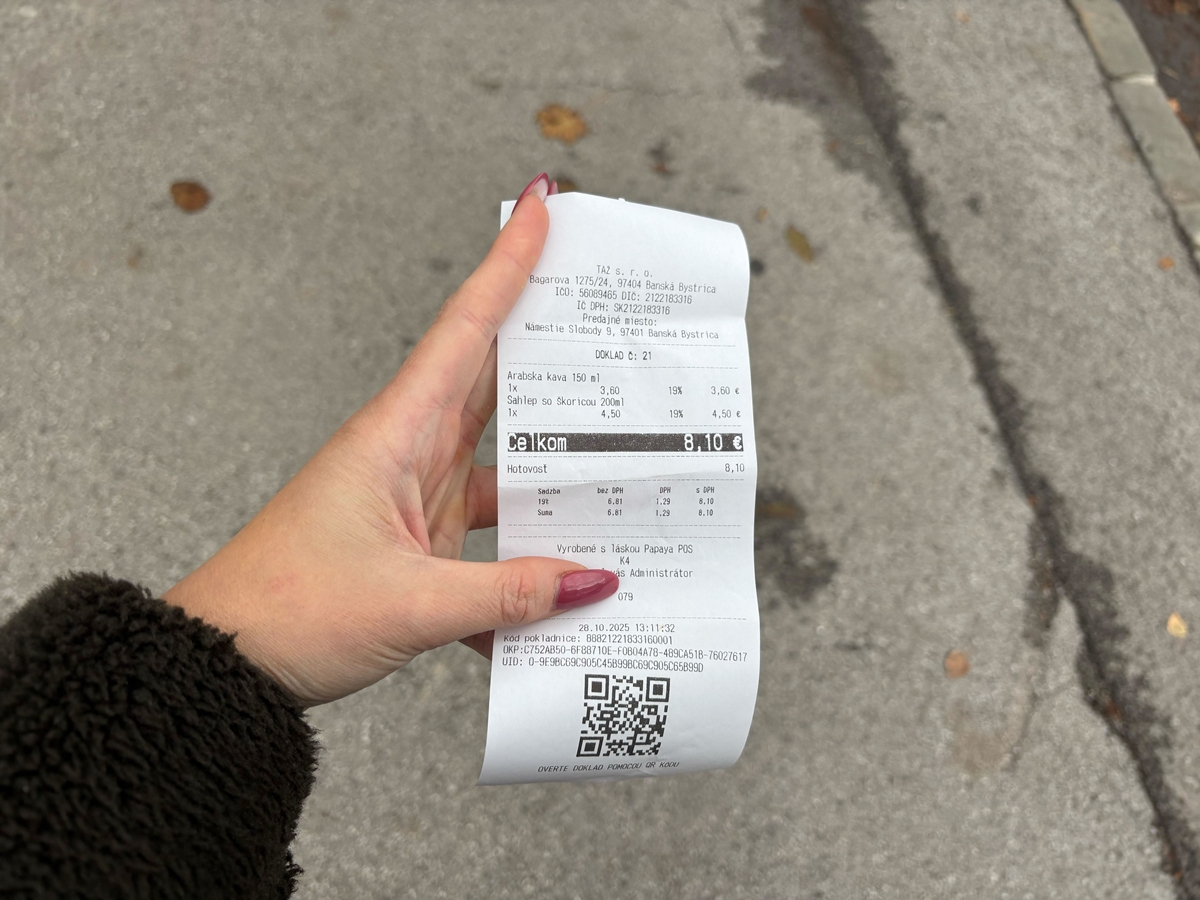 TAŽ s. r. o.
Bagarova 1275/24, 97404 Banská Bystrica
IČO: 56089465 DIČ: 2122183316
IČ DPH: SK2122183316
Predajné miesto:
Námestie Slobody 9, 97401 Banská Bystrica
DOKLAD Č: 21
Arabska kava 150 ml
1x 3,60 19% 3,60 €
Sahlep so Škoricou 200ml
1x 4,50 19% 4,50 €
Celkom 8,10 €
Hotovosť 8,10
Sadzba bez DPH DPH s DPH
19% 6.81 1.29 8.10
Suma 6.81 1.29 8.10
Vyrobené s láskou Papaya POS
K4
Administrátor
079
28.10.2025 13:11:32
Kód pokladnice: 88821221833160001
OKP:C752AB50-6F88710E-F0B04A78-489CA51B-76027617
UID: O-9E9BC69C905C45B99BC69C905C65B99D
OVERTE DOKLAD POMOCOU QR KÓDU